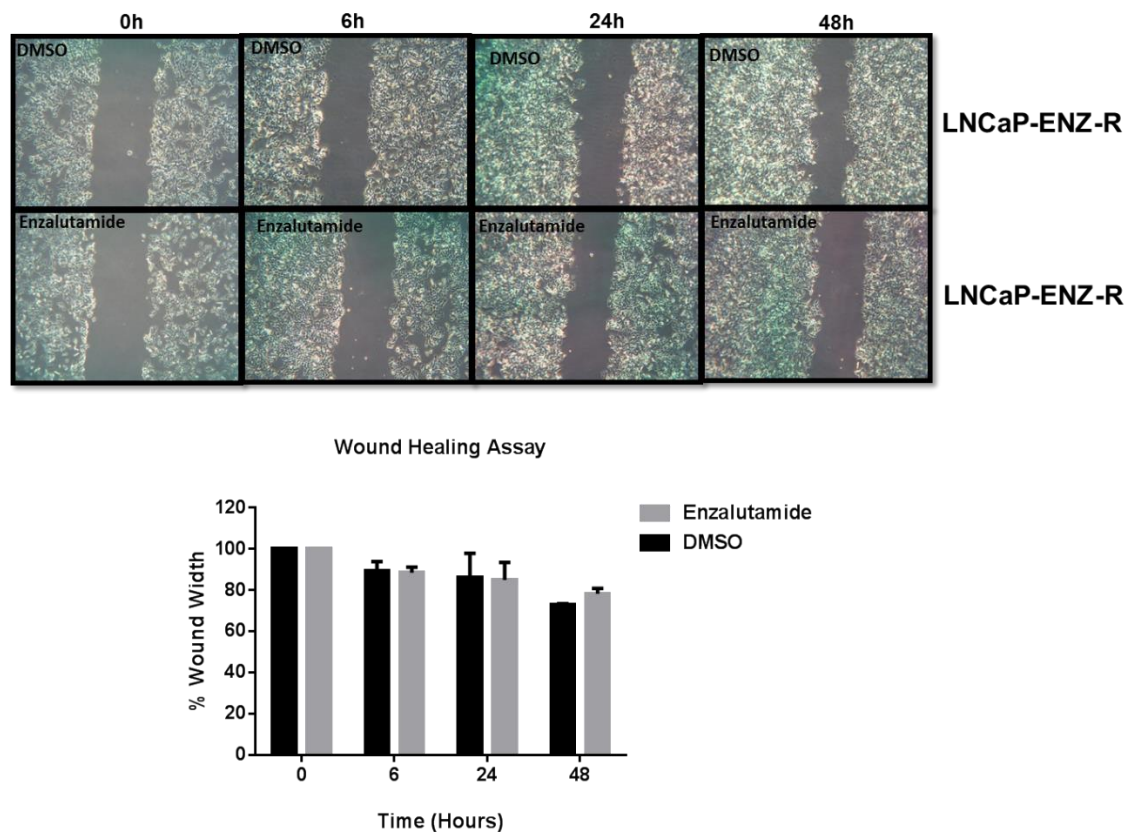 0h 6h 24h 48h
DMSO DMSO DMSO DMSO
LNCaP-ENZ-R
Enzalutamide Enzalutamide Enzalutamide Enzalutamide
LNCaP-ENZ-R
Wound Healing Assay
Enzalutamide
DMSO
% Wound Width
120
100
80
60
40
20
0
0 6 24 48
Time (Hours)